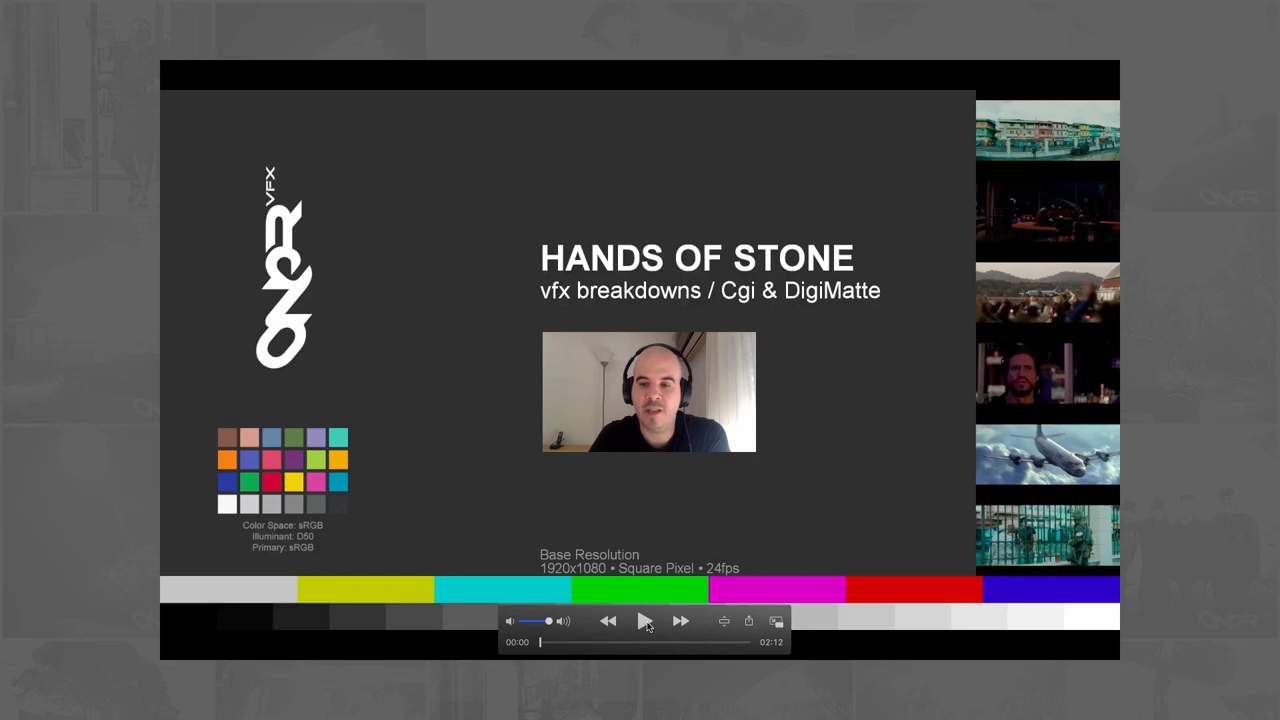 ONOR VFX
HANDS OF STONE
vfx breakdowns / Cgi & DigiMatte
Color Space: sRGB
Illuminant: D50
Primary: sRGB
Base Resolution
1920x1080 • Square Pixel • 24fps
00:00
02:12